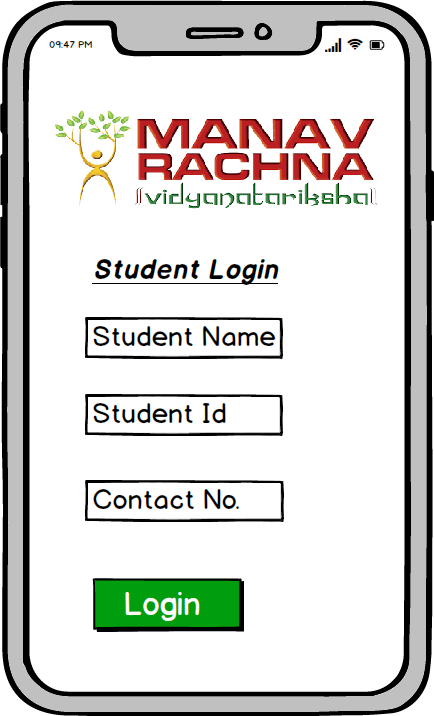 09:47 PM
MANAV
RACHNA
vidyanatariksha
Student Login
Student Name
Student Id
Contact No.
Login